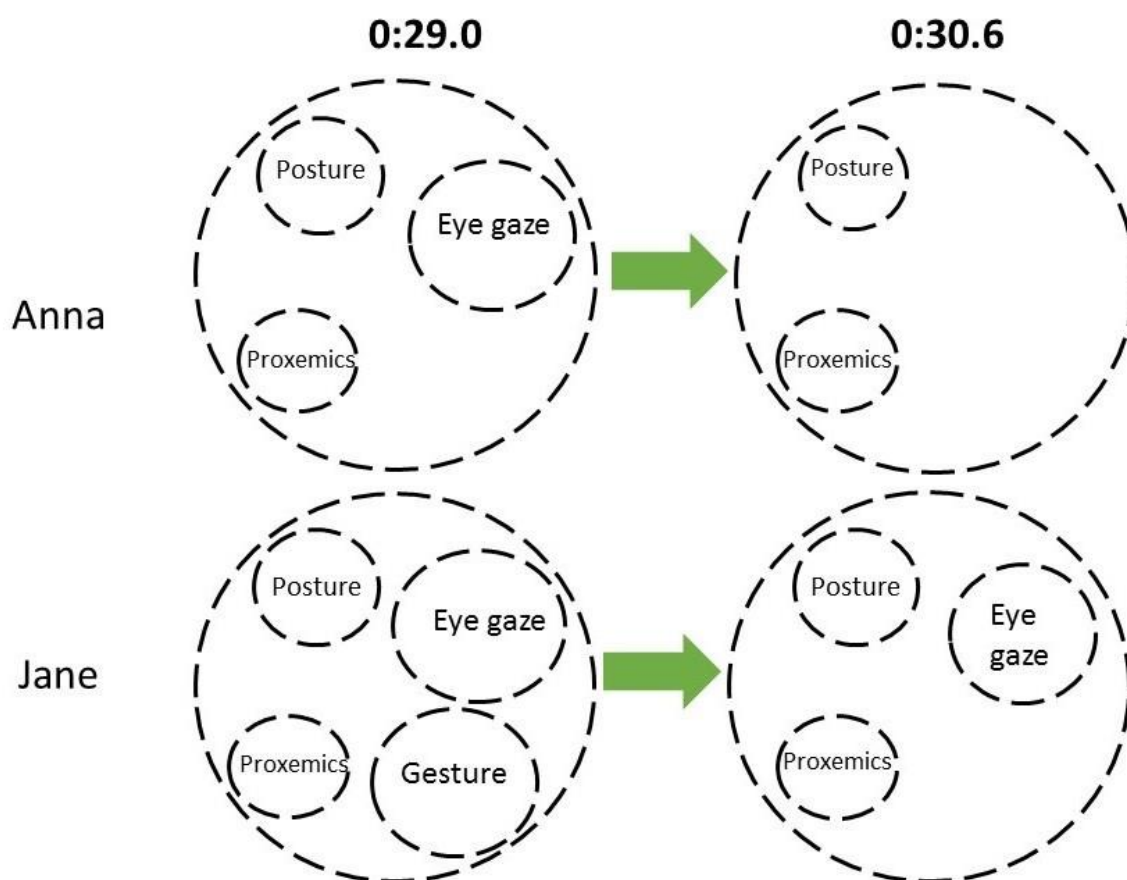 0:29.0
0:30.6
Anna
Posture
Eye gaze
Proxemics
Posture
Proxemics
Jane
Posture
Eye gaze
Proxemics
Gesture
Posture
Eye
gaze
Proxemics